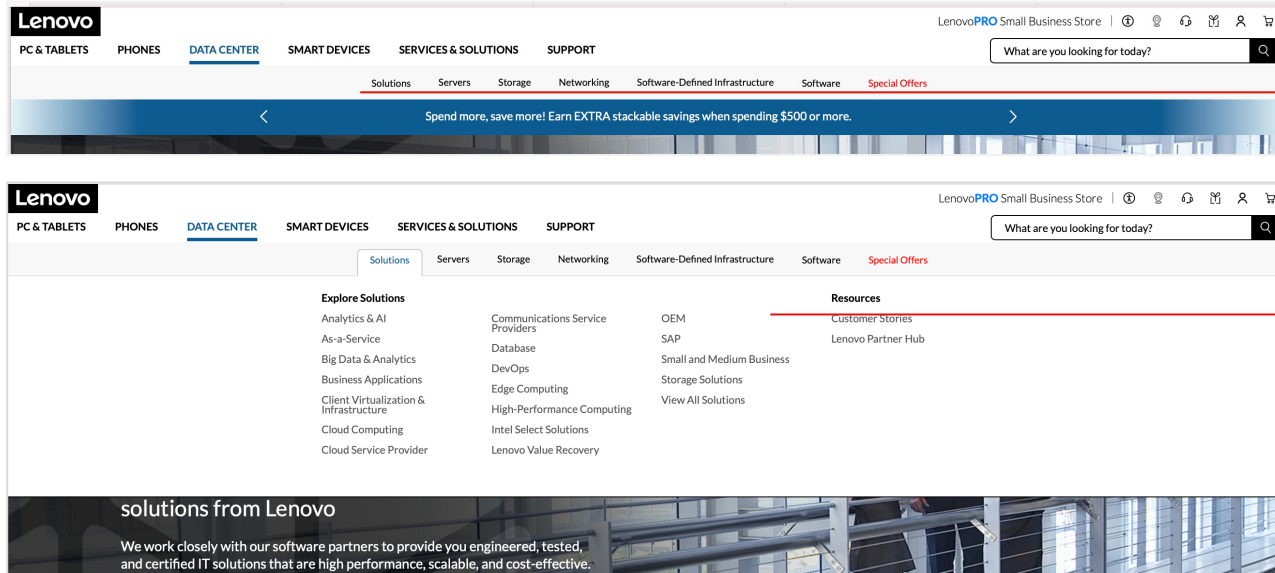 Lenovo
LenovoPRO Small Business Store
PC & TABLETS PHONES DATA CENTER SMART DEVICES SERVICES & SOLUTIONS SUPPORT
What are you looking for today?
Solutions Servers Storage Networking Software-Defined Infrastructure Software Special Offers
Spend more, save more! Earn EXTRA stackable savings when spending $500 or more.
Lenovo
LenovoPRO Small Business Store
PC & TABLETS PHONES DATA CENTER SMART DEVICES SERVICES & SOLUTIONS SUPPORT
What are you looking for today?
Solutions Servers Storage Networking Software-Defined Infrastructure Software Special Offers
Explore Solutions
Analytics & AI
As-a-Service
Big Data & Analytics
Business Applications
Client Virtualization &
Infrastructure
Cloud Computing
Cloud Service Provider
Communications Service
Providers
Database
DevOps
Edge Computing
High-Performance Computing
Intel Select Solutions
Lenovo Value Recovery
OEM
SAP
Small and Medium Business
Storage Solutions
View All Solutions
Resources
Customer Stories
Lenovo Partner Hub
solutions from Lenovo
We work closely with our software partners to provide you engineered, tested,
and certified IT solutions that are high performance, scalable, and cost-effective.